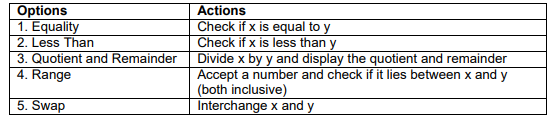 Options Actions
1. Equality Check if x is equal to y
2. Less Than Check if x is less than y
3. Quotient and Remainder Divide x by y and display the quotient and remainder
4. Range Accept a number and check if it lies between x and y
(both inclusive)
5. Swap Interchange x and y